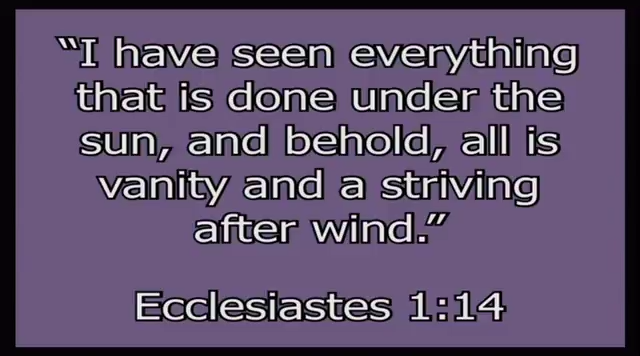 “I have seen everything
that is done under the
sun, and behold, all is
vanity and a striving
after wind.”
Ecclesiastes 1:14